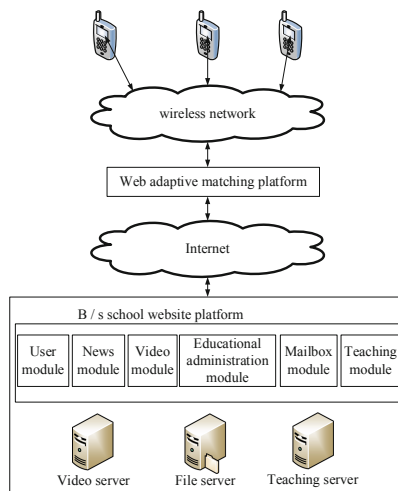 wireless network
Web adaptive matching platform
Internet
B / s school website platform
User
module
News
module
Video
module
Educational
administration
module
Mailbox
module
Teaching
module
Video server
File server
Teaching server